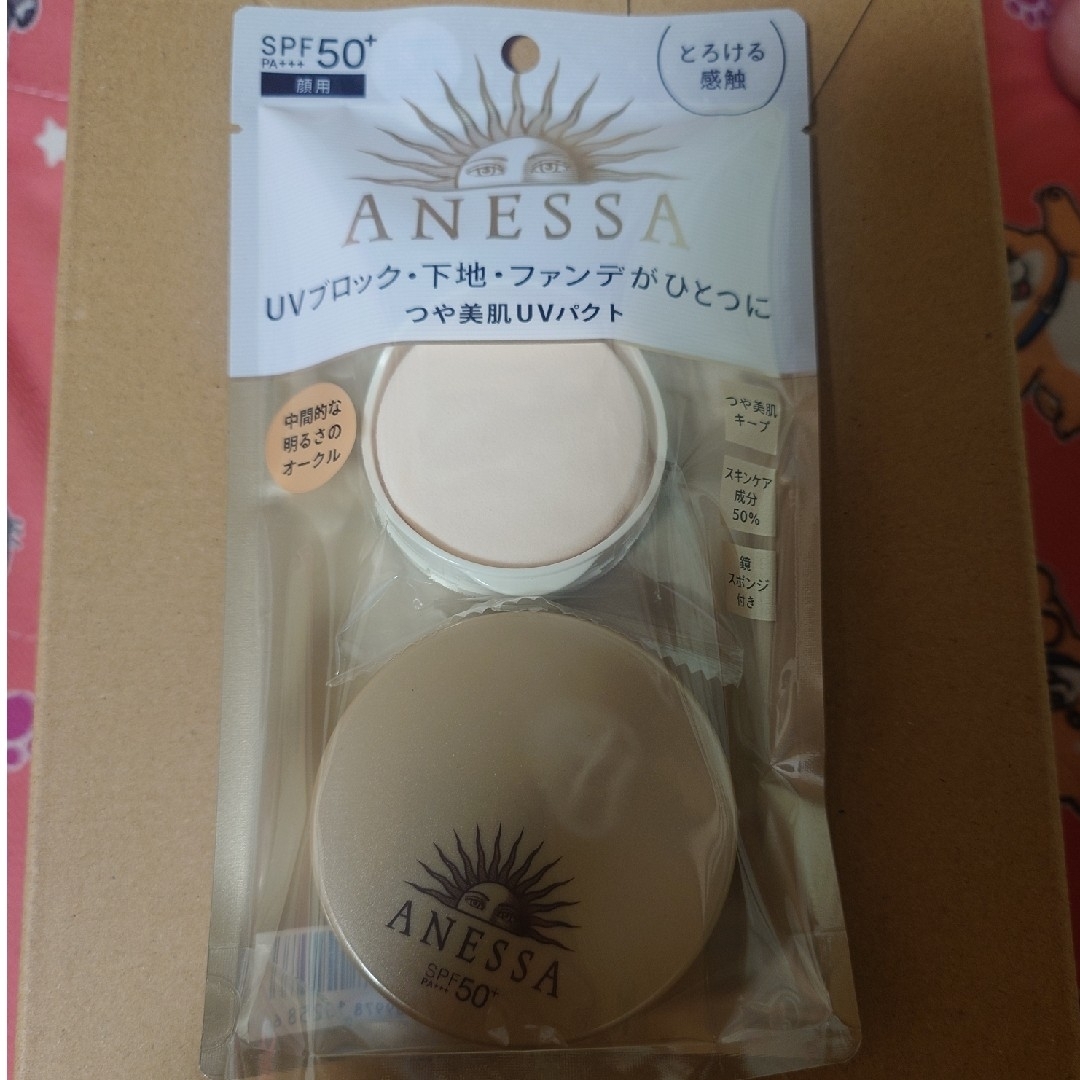 SPF50+
PA+++
顔用
とろける
感触
ANESSA
UVブロック・下地・ファンデがひとつに
つや美肌UVパクト
中間的な
明るさの
オークル
つや美肌
キープ
スキンケア
成分
50%
鏡
スポンジ
付き
ANESSA
SPF50+
PA+++